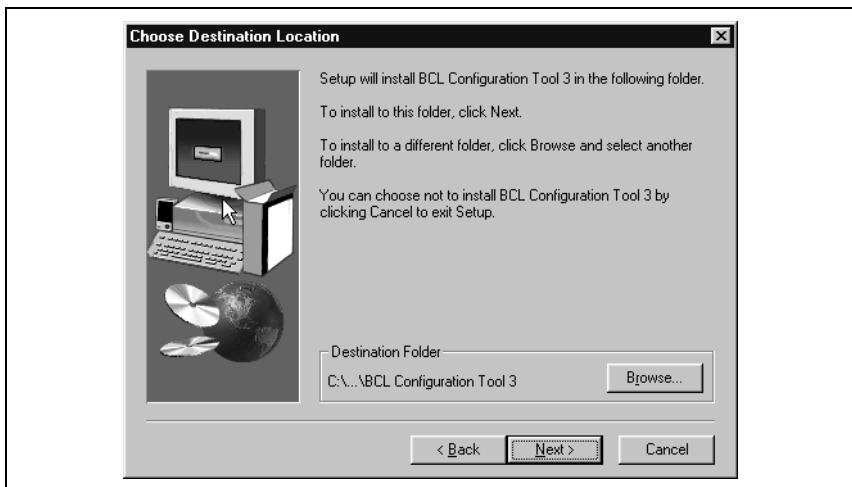 Choose Destination Location
Setup will install BCL Configuration Tool 3 in the following folder.
To install to this folder, click Next.
To install to a different folder, click Browse and select another
folder.
You can choose not to install BCL Configuration Tool 3 by
clicking Cancel to exit Setup.
Destination Folder
C:\...\BCL Configuration Tool 3
Browse...
< Back
Next >
Cancel